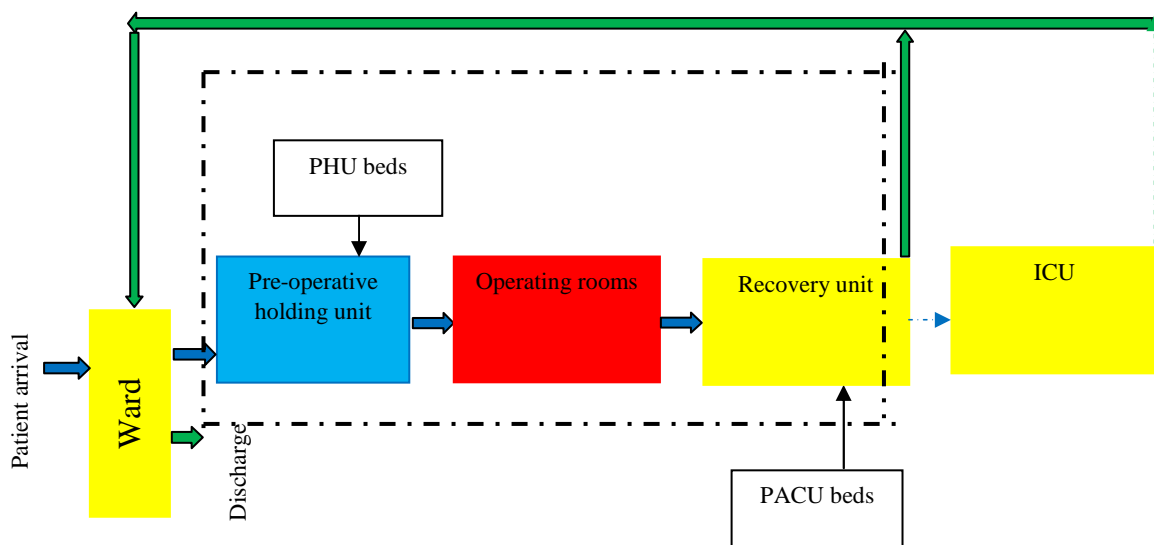 PHU beds
Pre-operative
holding unit
Operating rooms
Recovery unit
ICU
Patient arrival
Ward
Discharge
PACU beds